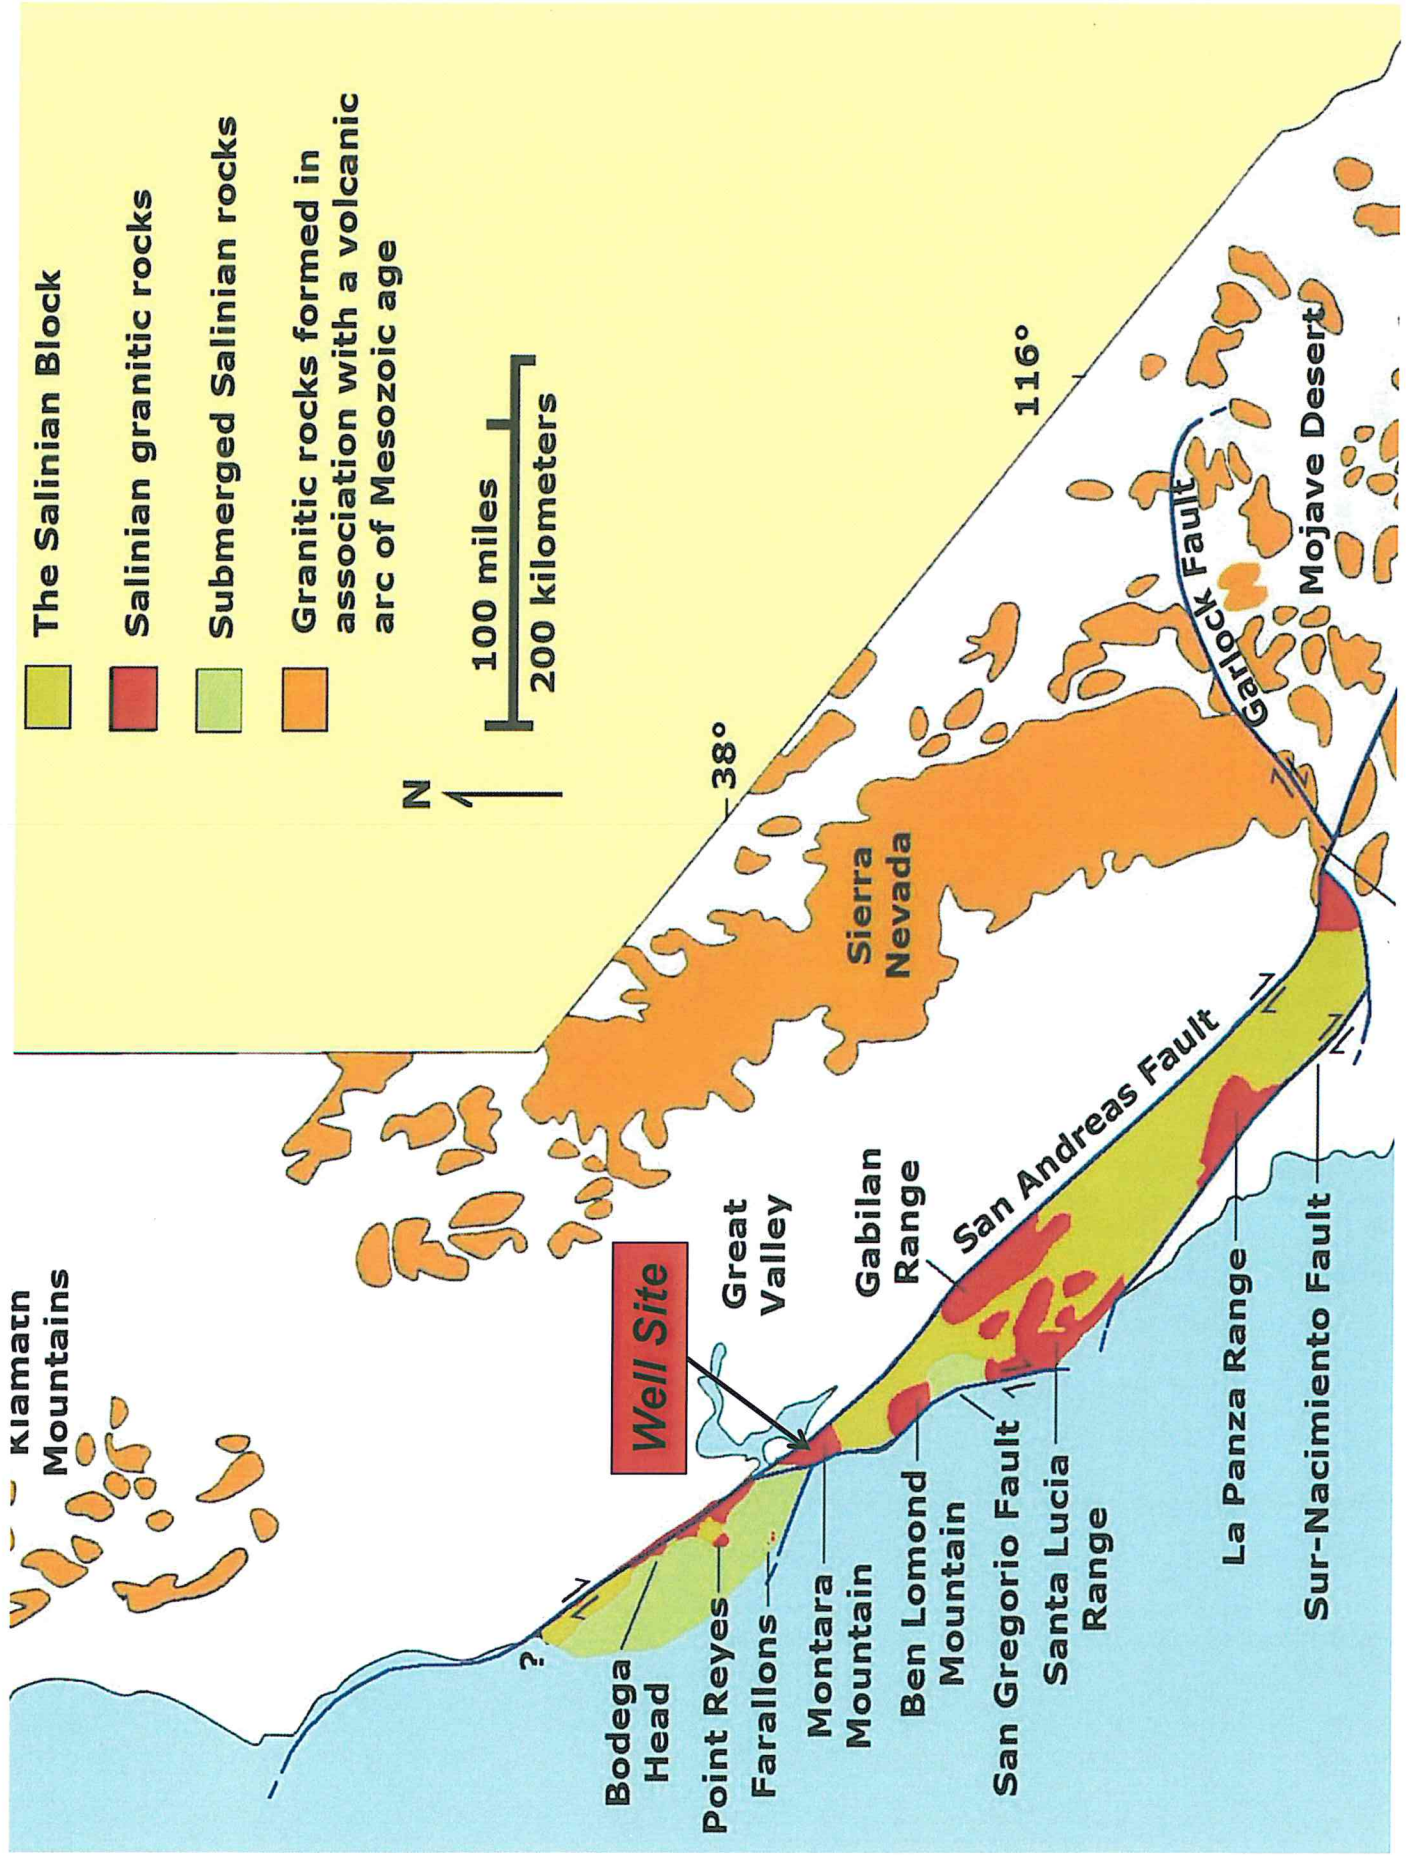 Klamath
Mountains
The Salinian Block
Salinian granitic rocks
Submerged Salinian rocks
Granitic rocks formed in
association with a volcanic
arc of Mesozoic age
N
100 miles
200 kilometers
?
38°
116°
Well Site
Great
Valley
Sierra
Nevada
Bodega
Head
Point Reyes
Farallons
Montara
Mountain
Ben Lomond
Mountain
San Gregorio Fault
Santa Lucia
Range
Gabilan
Range
San Andreas Fault
La Panza Range
Sur-Nacimiento Fault
Garlock Fault
Mojave Desert